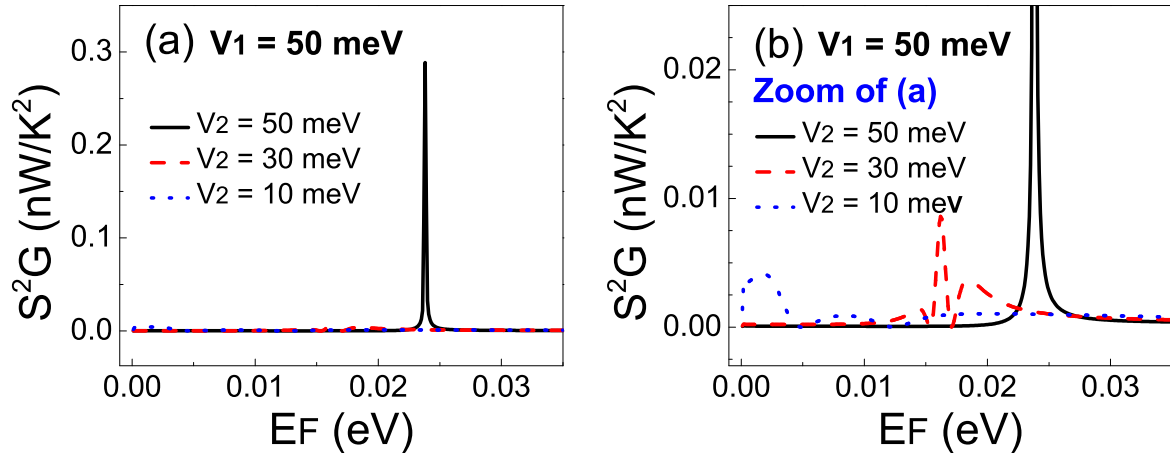 (a) V1 = 50 meV
V2 = 50 meV
V2 = 30 meV
V2 = 10 meV
S²G (nW/K²)
0.3
0.2
0.1
0.0
0.00 0.01 0.02 0.03
EF (eV)
(b) V1 = 50 meV
Zoom of (a)
V2 = 50 meV
V2 = 30 meV
V2 = 10 mev
S²G (nW/K²)
0.02
0.01
0.00
0.00 0.01 0.02 0.03
EF (eV)